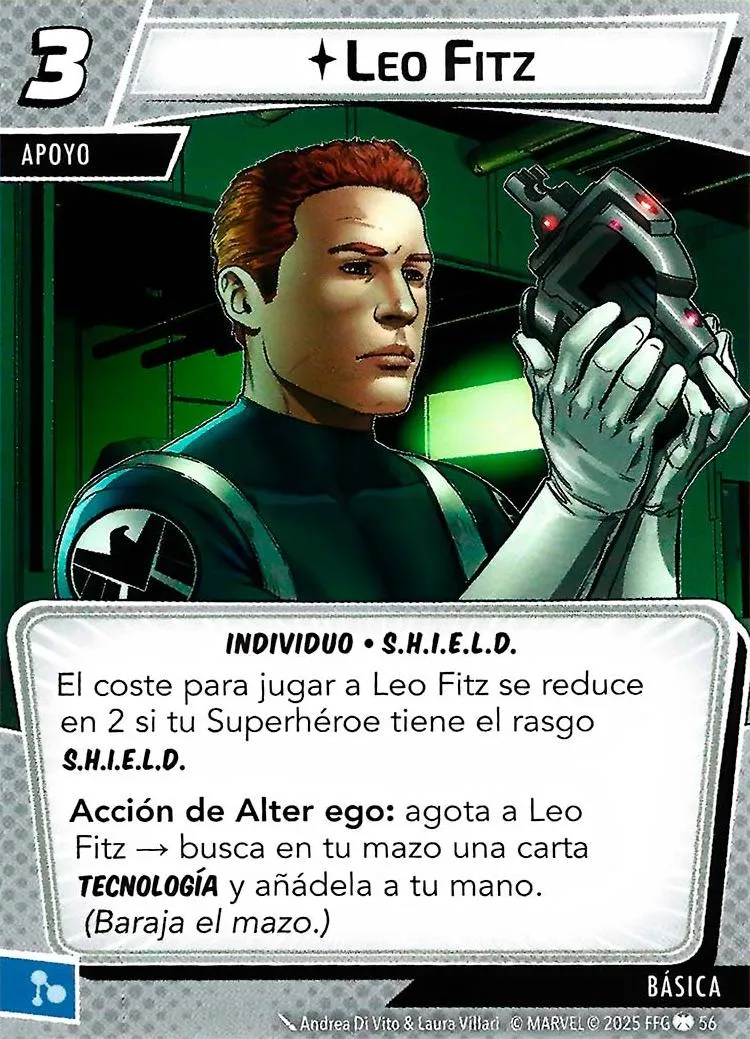 3
LEO FITZ
APOYO
INDIVIDUO • S.H.I.E.L.D.
El coste para jugar a Leo Fitz se reduce
en 2 si tu Superhéroe tiene el rasgo
S.H.I.E.L.D.
Acción de Alter ego: agota a Leo
Fitz → busca en tu mazo una carta
TECNOLOGÍA y añádela a tu mano.
(Baraja el mazo.)
BÁSICA
Andrea Di Vito & Laura Villari © MARVEL © 2025 FFG 56